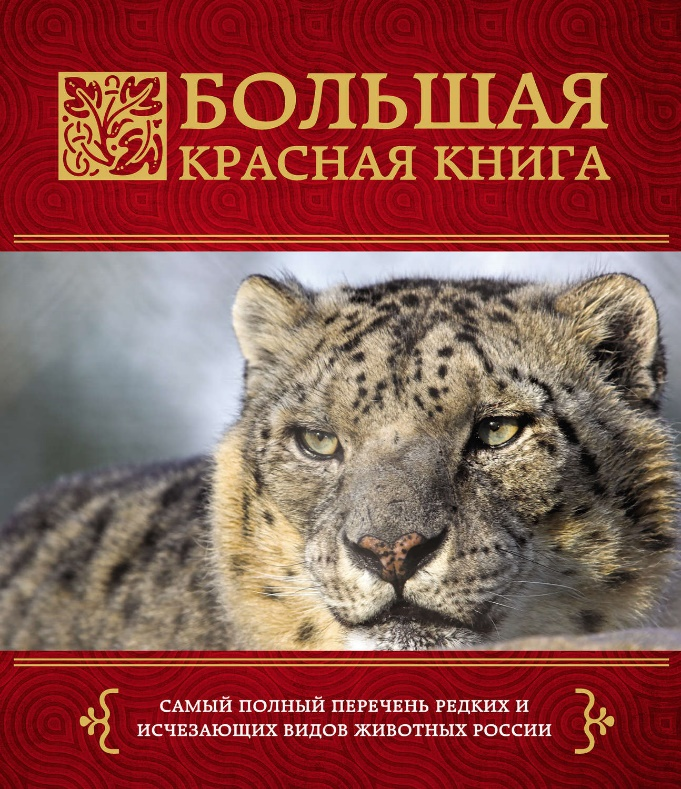 БОЛЬШАЯ
КРАСНАЯ КНИГА
САМЫЙ ПОЛНЫЙ ПЕРЕЧЕНЬ РЕДКИХ И
ИСЧЕЗАЮЩИХ ВИДОВ ЖИВОТНЫХ РОССИИ